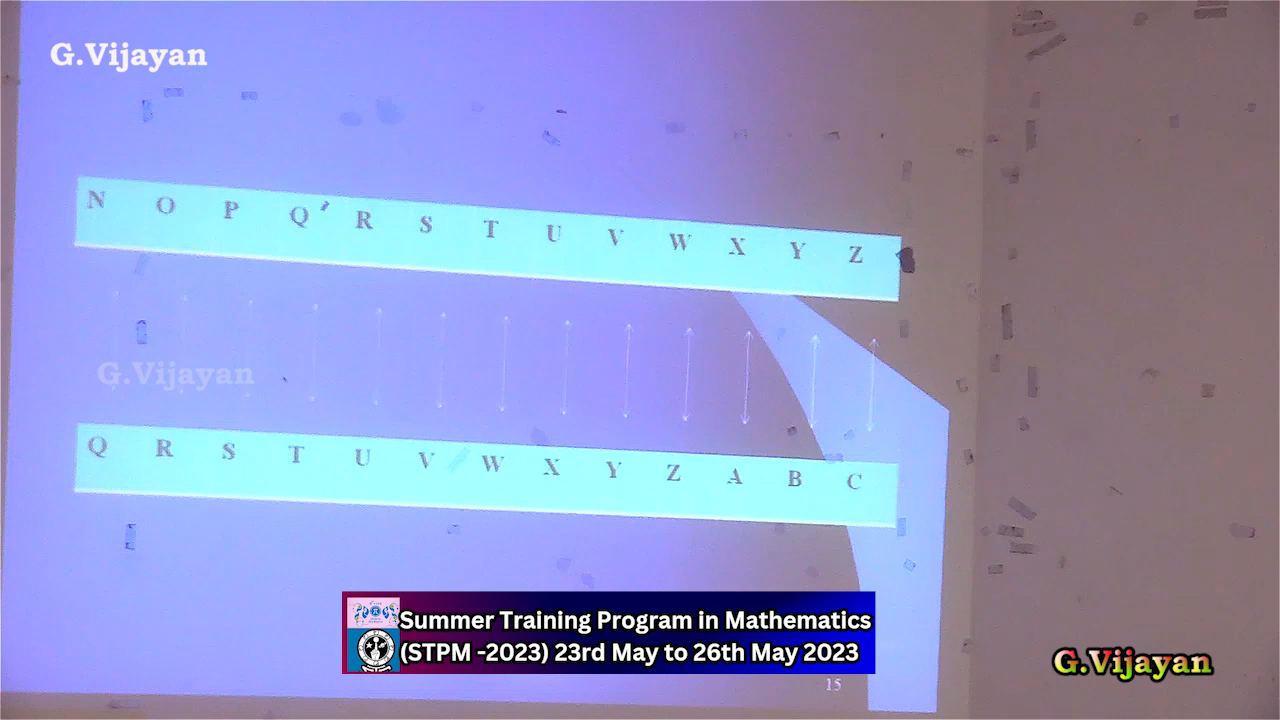 G.Vijayan
N O P Q R S T U V W X Y Z
G.Vijayan
Q R S T U V W X Y Z A B C
Summer Training Program in Mathematics
(STPM -2023) 23rd May to 26th May 2023
15
G.Vijayan